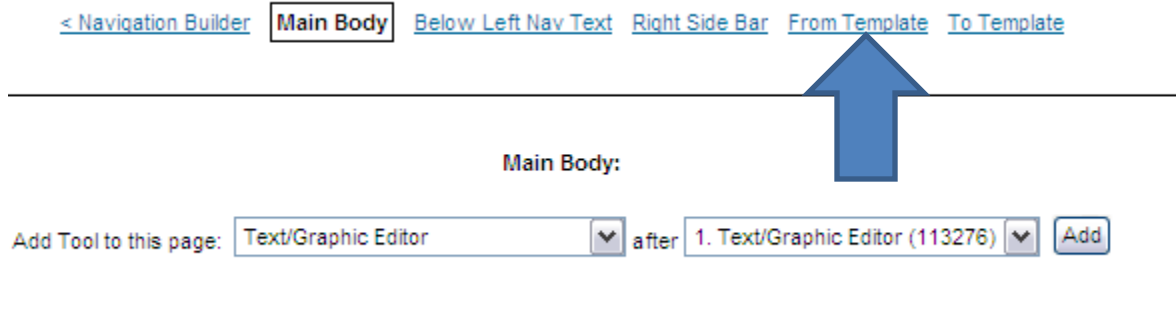 < Navigation Builder Main Body Below Left Nav Text Right Side Bar From Template To Template
Main Body:
Add Tool to this page: Text/Graphic Editor after 1. Text/Graphic Editor (113276) Add